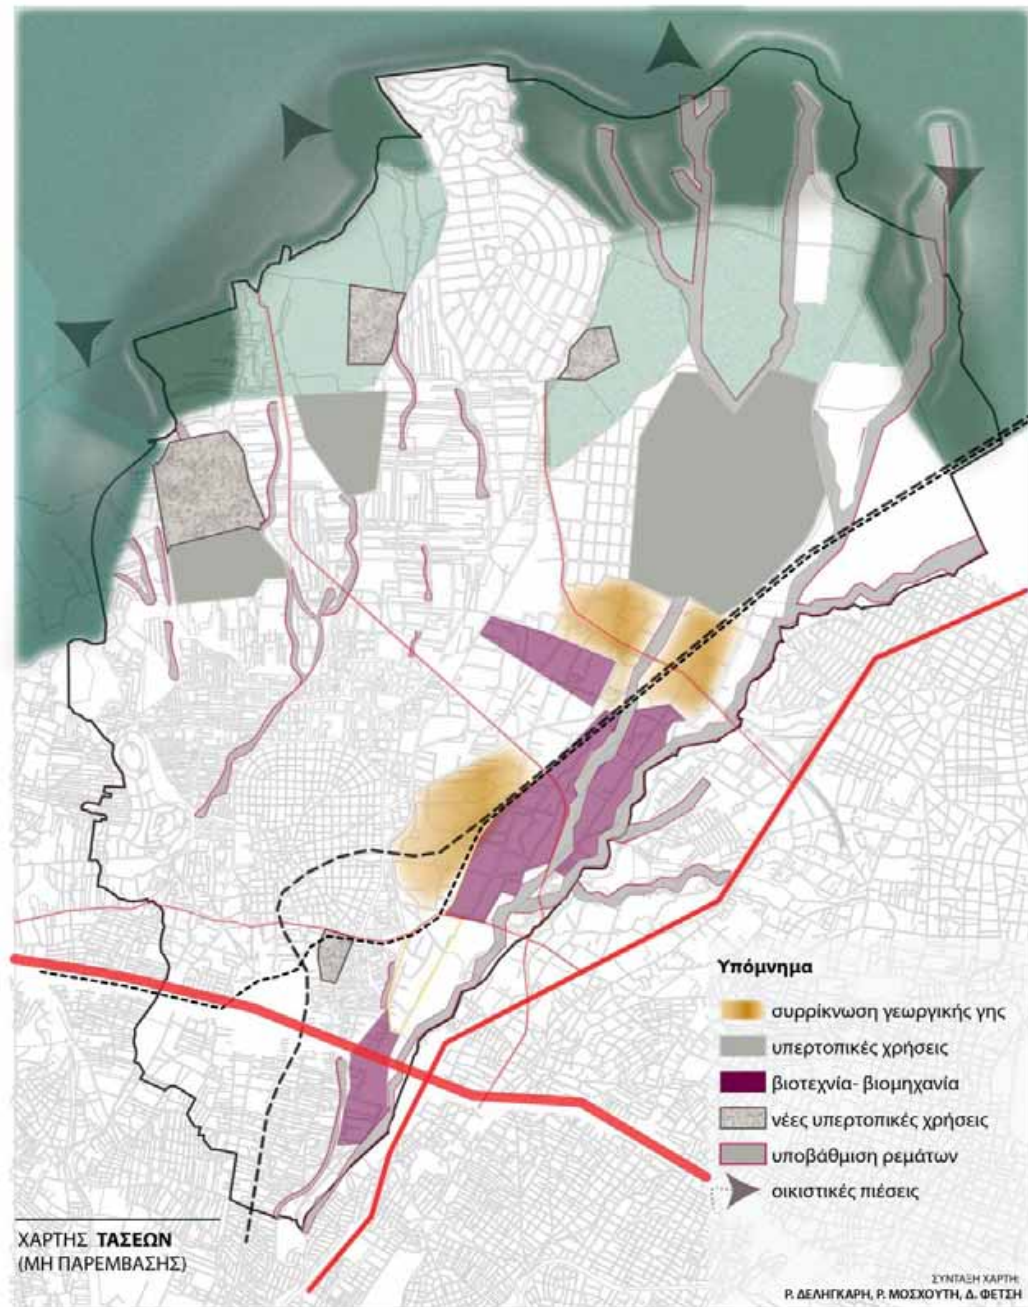 Υπόμνημα
συρρίκνωση γεωργικής γης
υπερτοπικές χρήσεις
βιοτεχνία- βιομηχανία
νέες υπερτοπικές χρήσεις
υποβάθμιση ρεμάτων
οικιστικές πιέσεις
ΧΑΡΤΗΣ ΤΑΣΕΩΝ
(ΜΗ ΠΑΡΕΜΒΑΣΗΣ)
ΣΥΝΤΑΞΗ ΧΑΡΤΗ:
Ρ. ΔΕΛΗΓΚΑΡΗ, Ρ. ΜΟΣΧΟΥΤΗ, Δ. ΦΕΤΣΗ